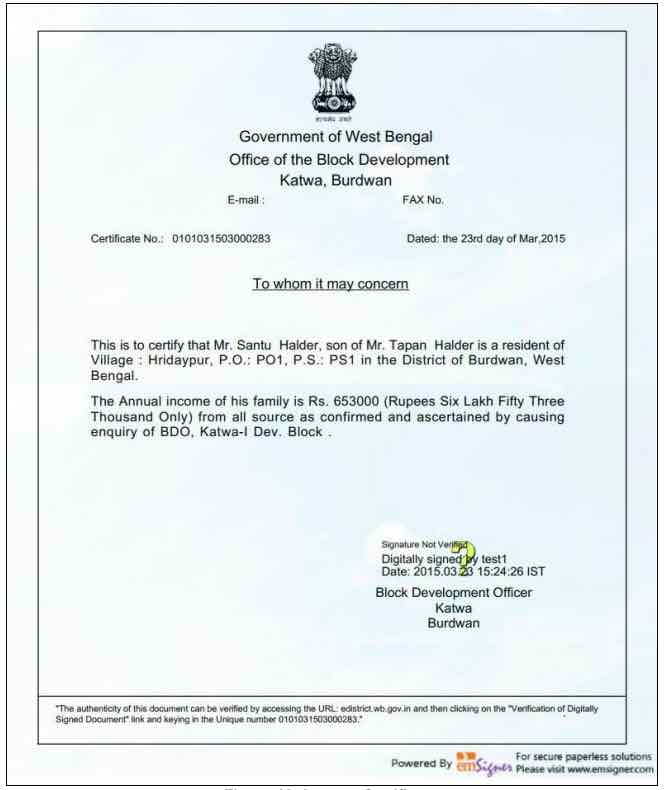 Government of West Bengal
Office of the Block Development
Katwa, Burdwan
E-mail : FAX No.
Certificate No.: 0101031503000283 Dated: the 23rd day of Mar,2015
To whom it may concern
This is to certify that Mr. Santu Halder, son of Mr. Tapan Halder is a resident of
Village : Hridaypur, P.O.: PO1, P.S.: PS1 in the District of Burdwan, West
Bengal.
The Annual income of his family is Rs. 653000 (Rupees Six Lakh Fifty Three
Thousand Only) from all source as confirmed and ascertained by causing
enquiry of BDO, Katwa-I Dev. Block .
Signature Not Verified
Digitally signed by test1
Date: 2015.03.23 15:24:26 IST
Block Development Officer
Katwa
Burdwan
"The authenticity of this document can be verified by accessing the URL: edistrict.wb.gov.in and then clicking on the "Verification of Digitally
Signed Document" link and keying in the Unique number 0101031503000283."
Powered By emSigner For secure paperless solutions
Please visit www.emsigner.com